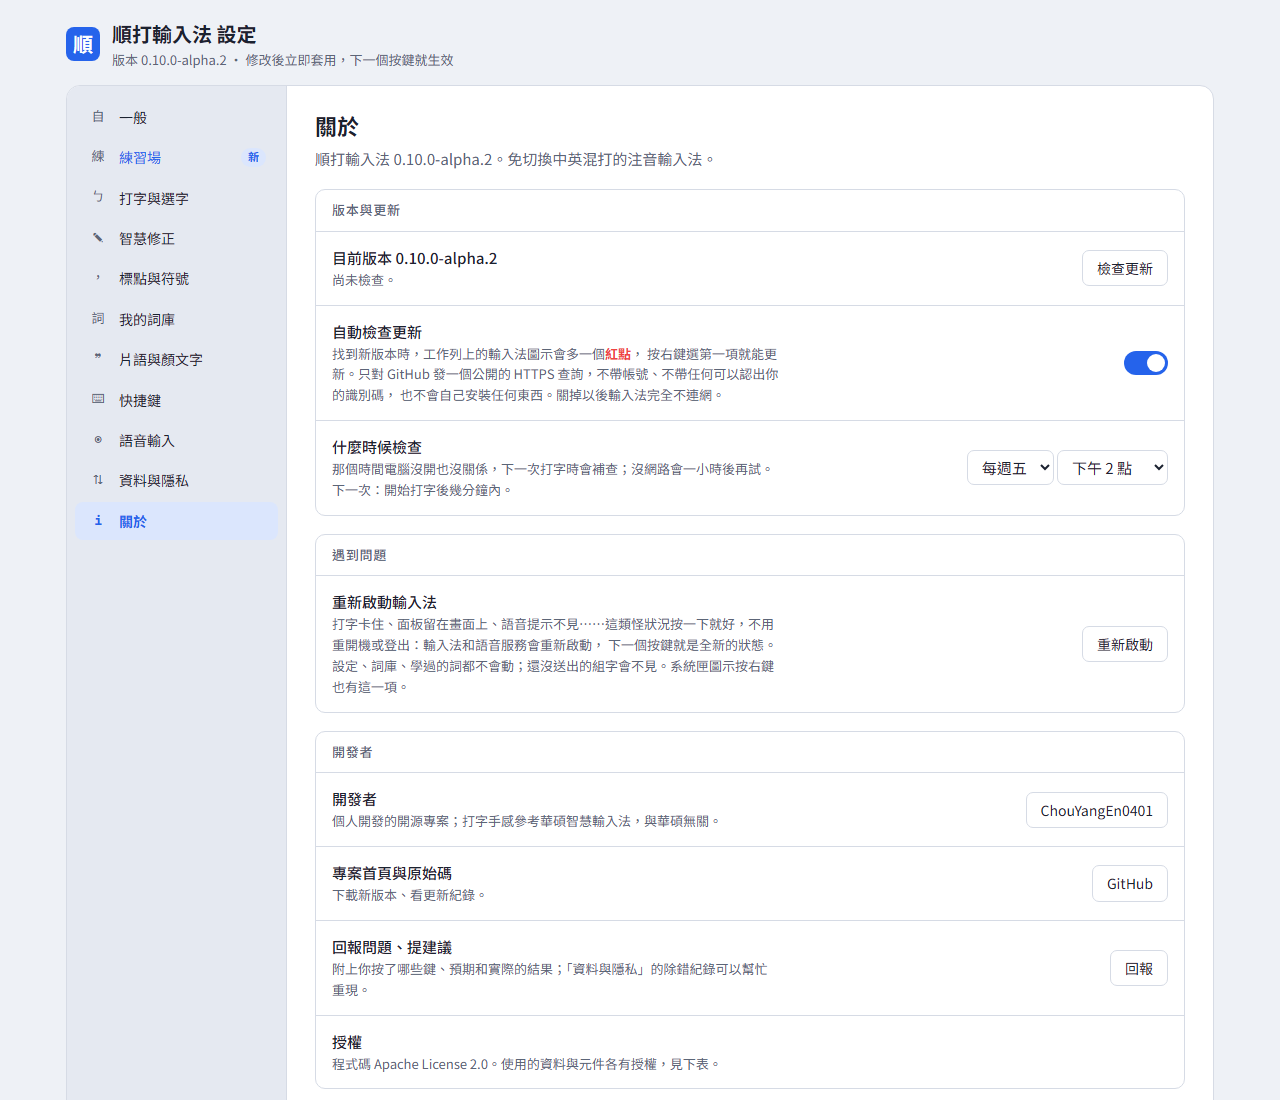 順
順打輸入法 設定
版本 0.10.0-alpha.2 · 修改後立即套用，下一個按鍵就生效
自 一般
練 練習場 新
ㄅ 打字與選字
✎ 智慧修正
， 標點與符號
詞 我的詞庫
” 片語與顏文字
⌨ 快捷鍵
語音輸入
⇅ 資料與隱私
i 關於
關於
順打輸入法 0.10.0-alpha.2。免切換中英混打的注音輸入法。
版本與更新
目前版本 0.10.0-alpha.2
尚未檢查。
檢查更新
自動檢查更新
找到新版本時，工作列上的輸入法圖示會多一個紅點， 按右鍵選第一項就能更
新。只對 GitHub 發一個公開的 HTTPS 查詢，不帶帳號、不帶任何可以認出你
的識別碼， 也不會自己安裝任何東西。關掉以後輸入法完全不連網。
什麼時候檢查
那個時間電腦沒開也沒關係，下一次打字時會補查；沒網路會一小時後再試。
下一次：開始打字後幾分鐘內。
每週五 下午 2 點
遇到問題
重新啟動輸入法
打字卡住、面板留在畫面上、語音提示不見⋯⋯這類怪狀況按一下就好，不用
重開機或登出：輸入法和語音服務會重新啟動， 下一個按鍵就是全新的狀態。
設定、詞庫、學過的詞都不會動；還沒送出的組字會不見。系統匣圖示按右鍵
也有這一項。
重新啟動
開發者
開發者
個人開發的開源專案；打字手感參考華碩智慧輸入法，與華碩無關。
ChouYangEn0401
專案首頁與原始碼
下載新版本、看更新紀錄。
GitHub
回報問題、提建議
附上你按了哪些鍵、預期和實際的結果；「資料與隱私」的除錯紀錄可以幫忙
重現。
回報
授權
程式碼 Apache License 2.0。使用的資料與元件各有授權，見下表。